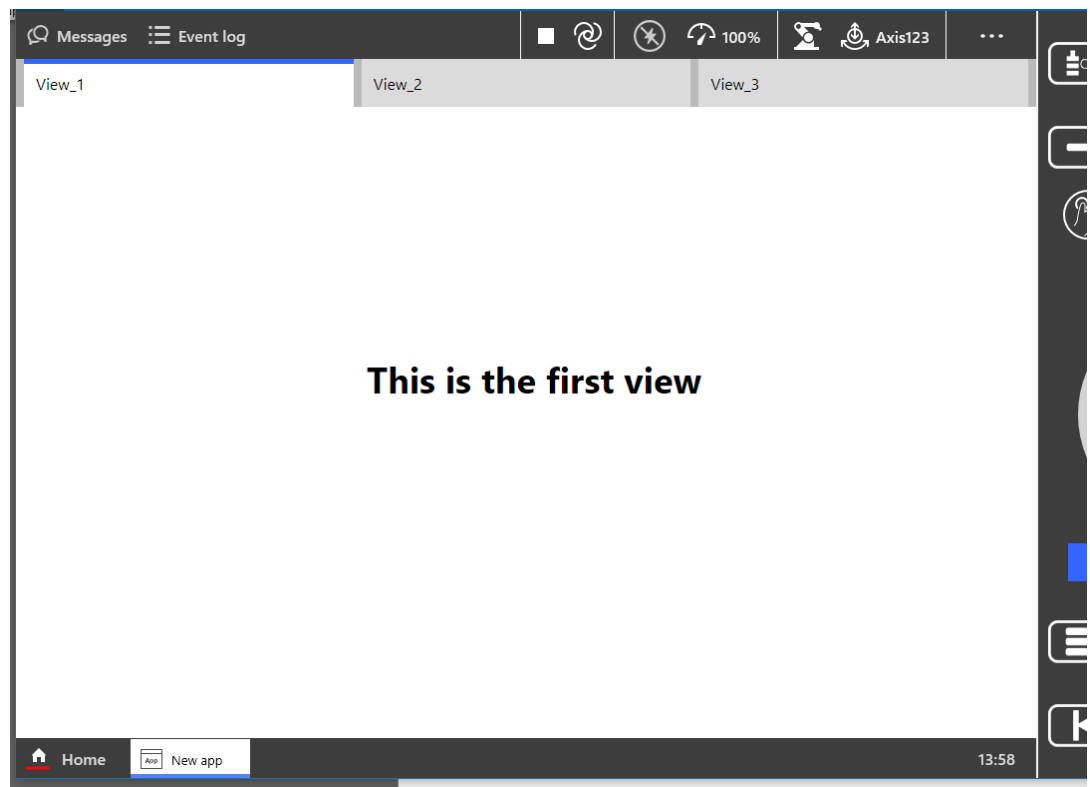 Messages Event log 100% Axis123 ...
View_1 View_2 View_3
This is the first view
Home App New app 13:58